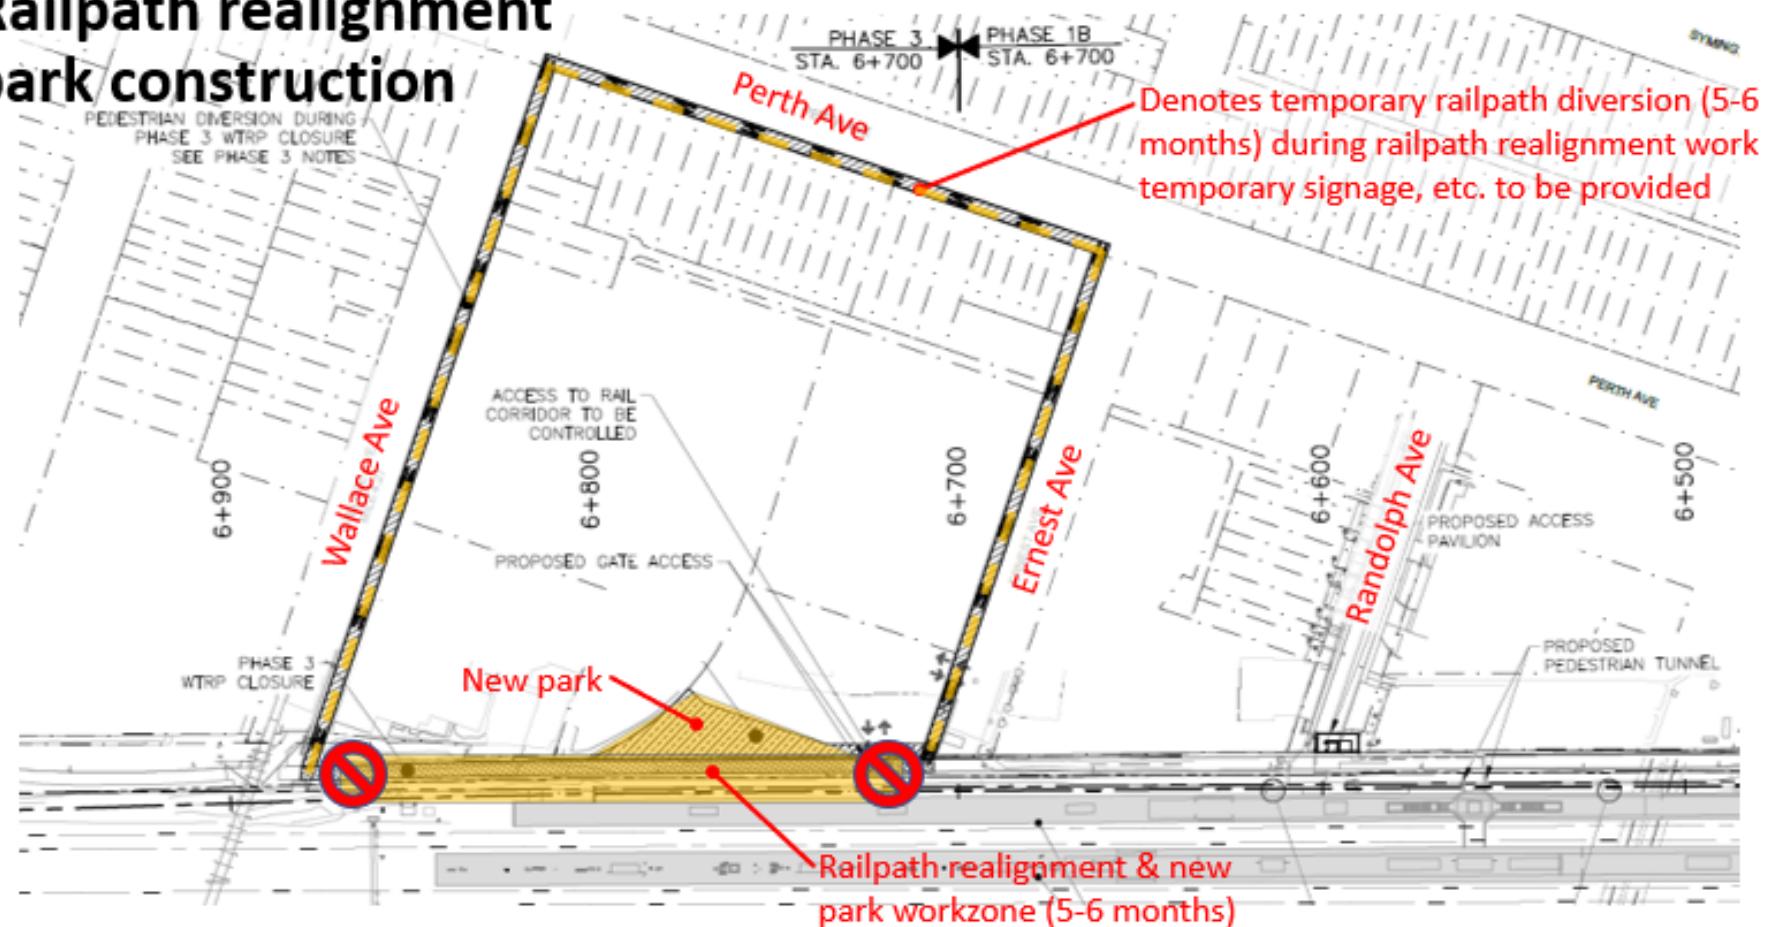 Railpath realignment
park construction
PHASE 3
STA. 6+700
PHASE 1B
STA. 6+700
SYMING
PEDESTRIAN DIVERSION DURING
PHASE 3 WTRP CLOSURE
SEE PHASE 3 NOTES
Perth Ave
Denotes temporary railpath diversion (5-6
months) during railpath realignment work
temporary signage, etc. to be provided
PERTH AVE
ACCESS TO RAIL
CORRIDOR TO BE
CONTROLLED
Wallace Ave
6+900
6+800
6+700
Ernest Ave
6+600
Randolph Ave
6+500
PROPOSED ACCESS
PAVILION
PROPOSED GATE ACCESS
PHASE 3
WTRP CLOSURE
New park
PROPOSED
PEDESTRIAN TUNNEL
Railpath realignment & new
park workzone (5-6 months)